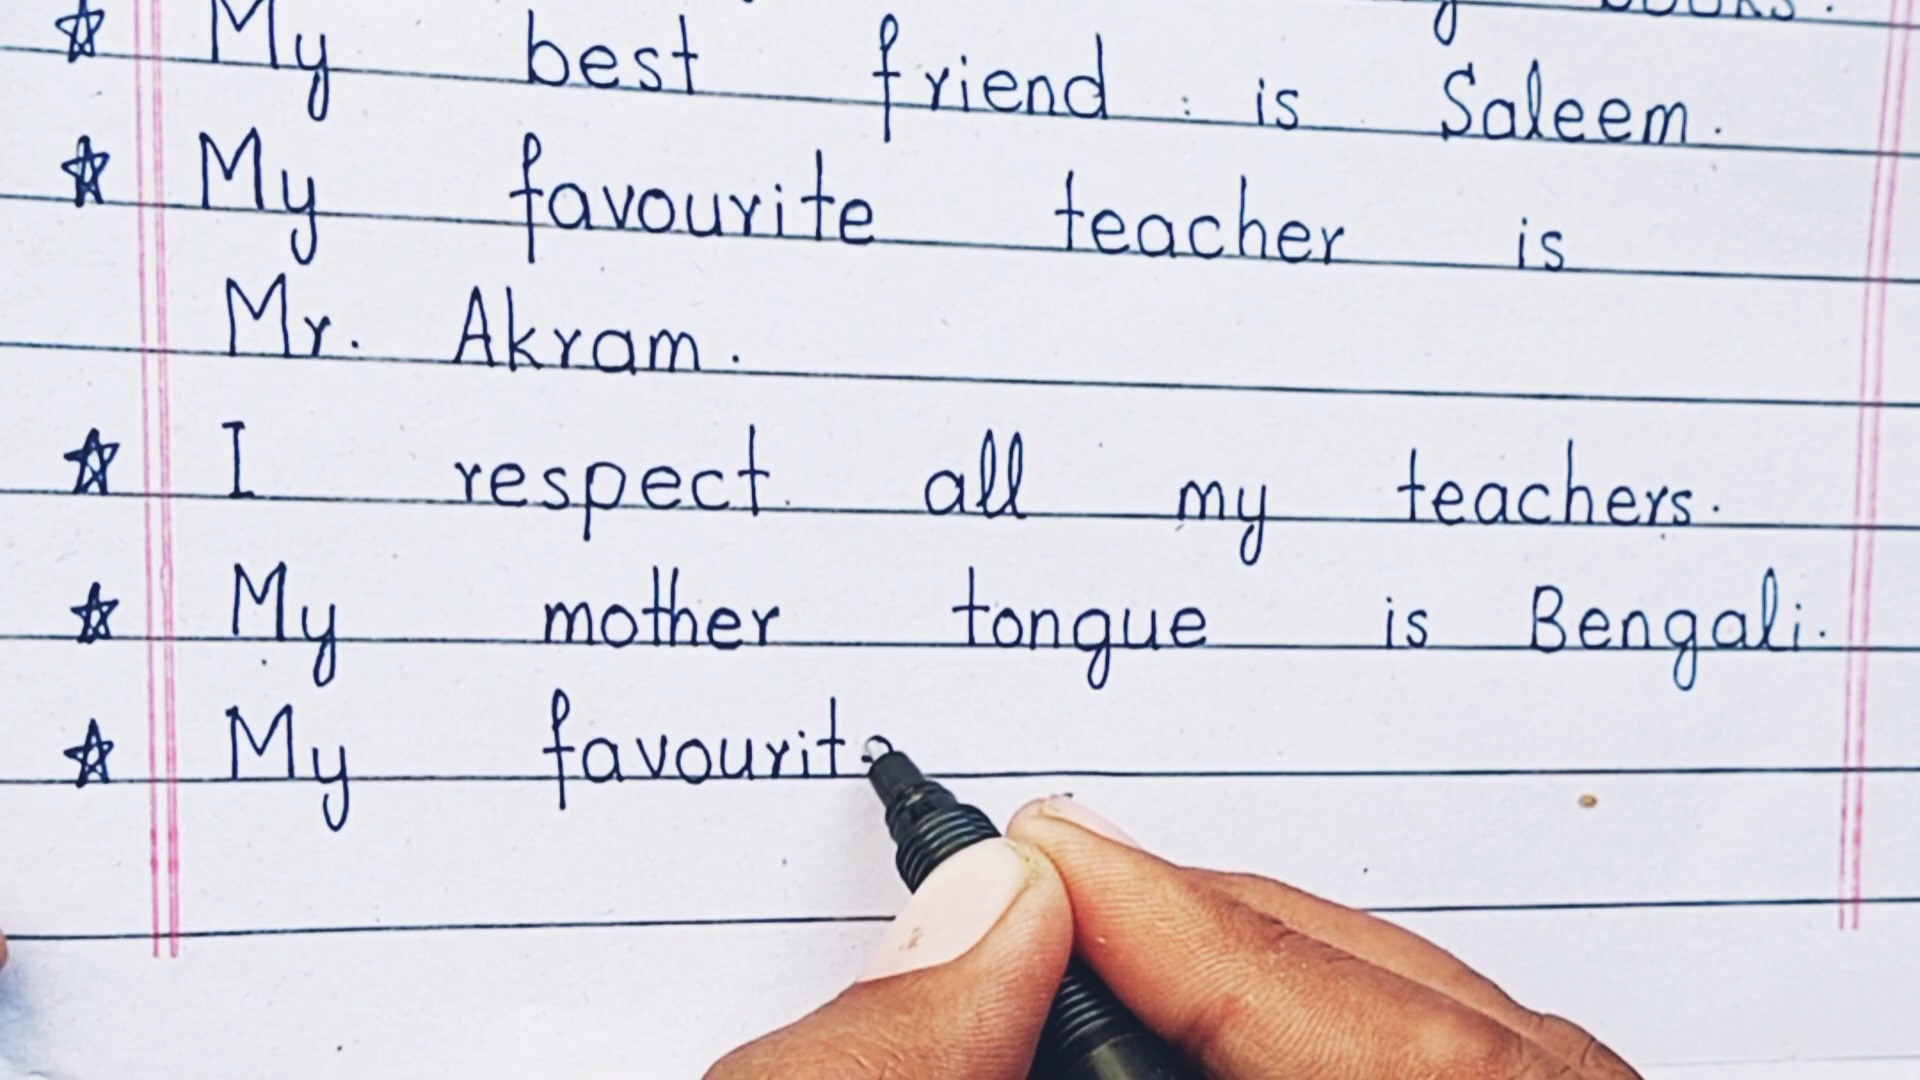 ☆ My best friend is Saleem.
☆ My favourite teacher is
Mr. Akram.
☆ I respect all my teachers.
☆ My mother tongue is Bengali.
☆ My favourit